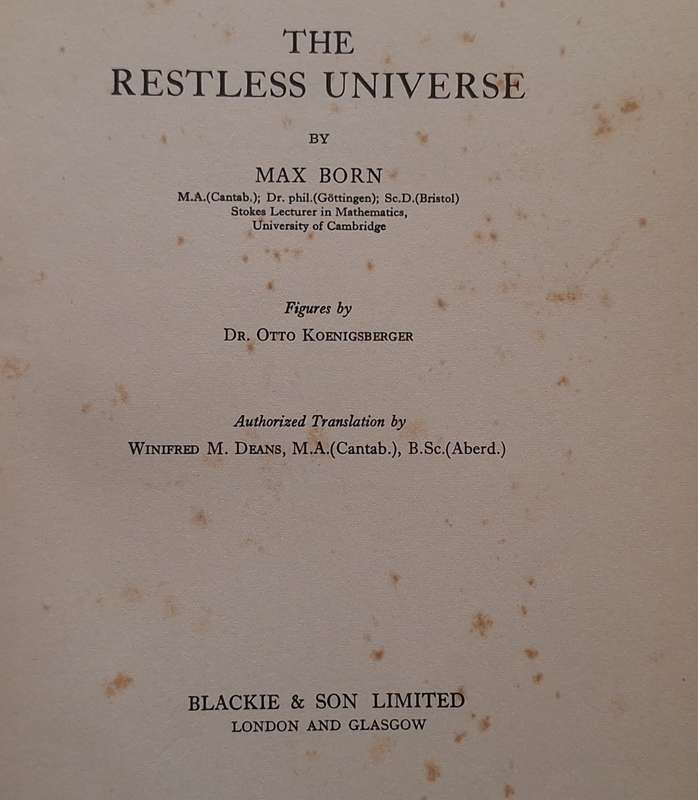 THE
RESTLESS UNIVERSE
BY
MAX BORN
M.A.(Cantab.); Dr. phil.(Göttingen); Sc.D.(Bristol)
Stokes Lecturer in Mathematics,
University of Cambridge
Figures by
DR. OTTO KOENIGSBERGER
Authorized Translation by
WINIFRED M. DEANS, M.A.(Cantab.), B.Sc.(Aberd.)
BLACKIE & SON LIMITED
LONDON AND GLASGOW